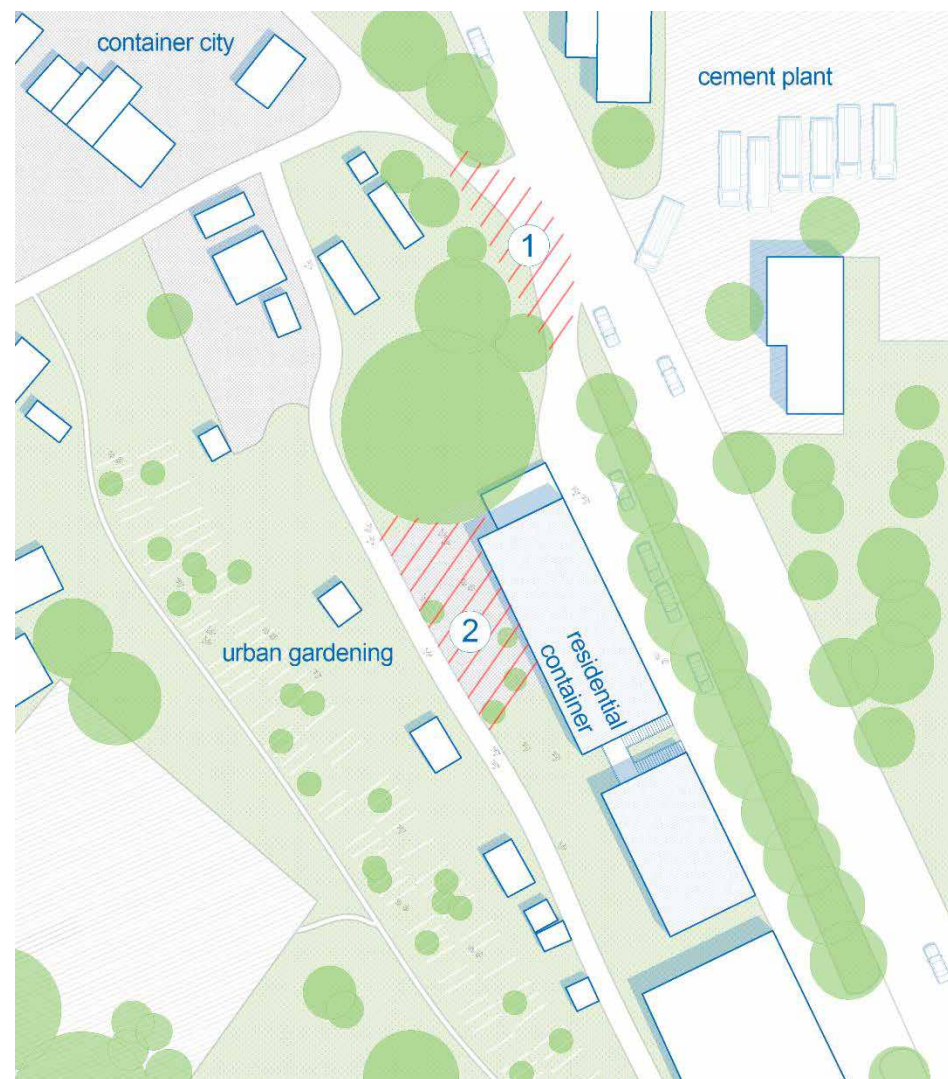 container city
cement plant
1
2
urban gardening
residential
container